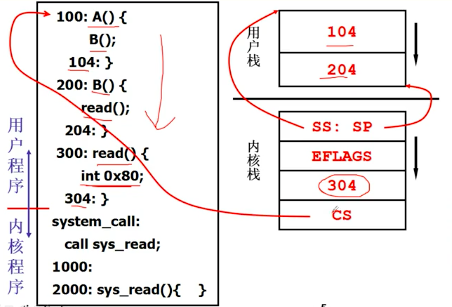 100: A() {
B();
104: }
200: B() {
read();
204: }
300: read() {
int 0x80;
304: }
system_call:
call sys_read;
1000:
2000: sys_read(){ }
用户程序
内核程序
用户栈
104
204
内核栈
SS: SP
EFLAGS
304
CS